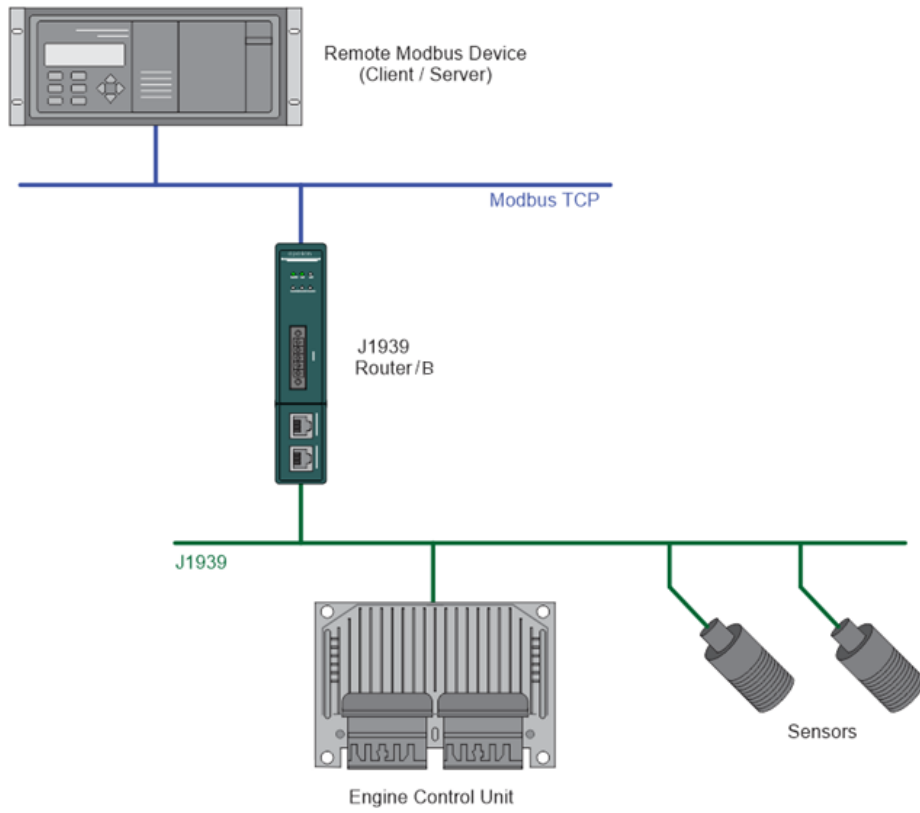 Remote Modbus Device
(Client / Server)
Modbus TCP
J1939
Router/B
J1939
Sensors
Engine Control Unit